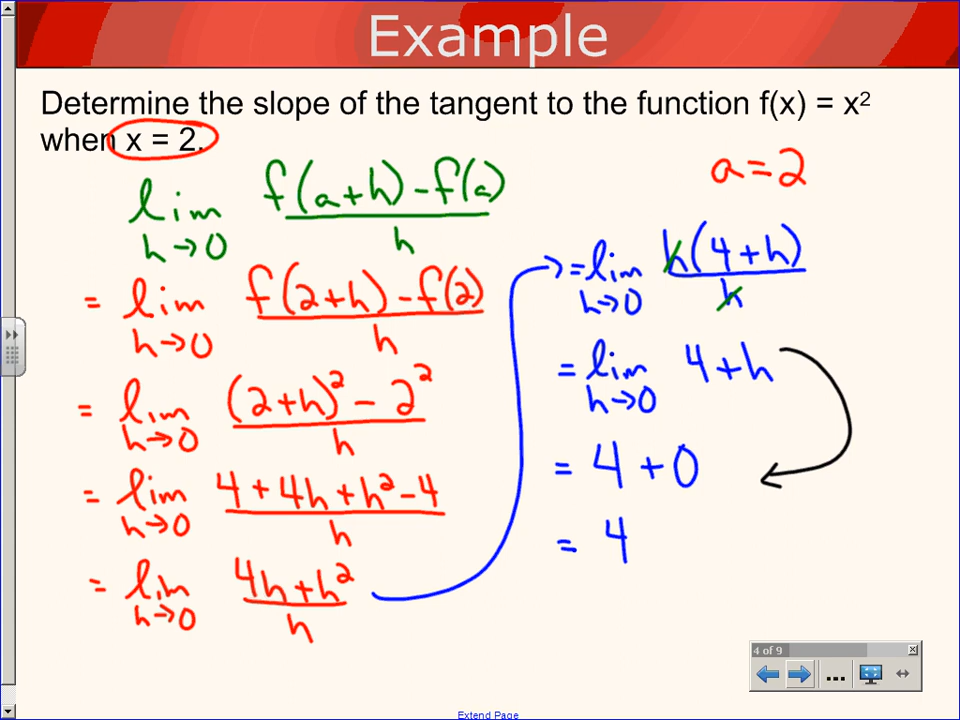 Example
Determine the slope of the tangent to the function f(x) = x²
when x = 2.
a = 2
lim h→0 (f(a+h) - f(a))/h
= lim h→0 (f(2+h) - f(2))/h
= lim h→0 ((2+h)² - 2²)/h
= lim h→0 (4 + 4h + h² - 4)/h
= lim h→0 (4h + h²)/h
= lim h→0 h(4+h)/h
= lim h→0 4+h
= 4 + 0
= 4
4 of 9
...
Extend Page